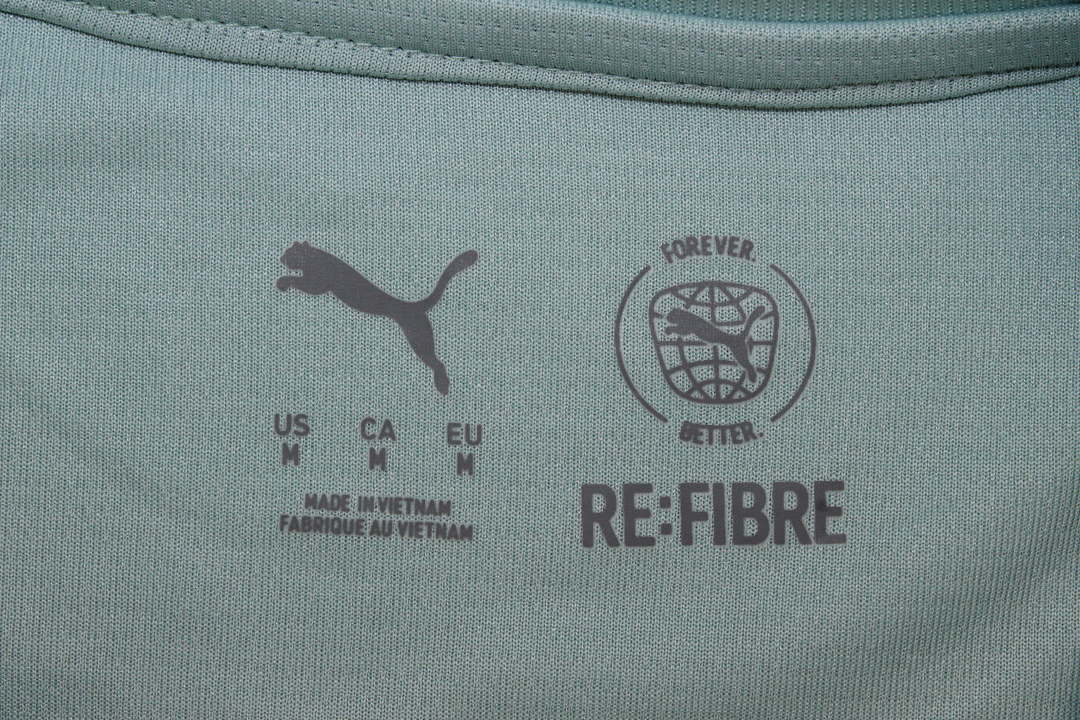 US CA EU
M M M
MADE IN VIETNAM
FABRIQUE AU VIETNAM
FOREVER.
BETTER.
RE:FIBRE